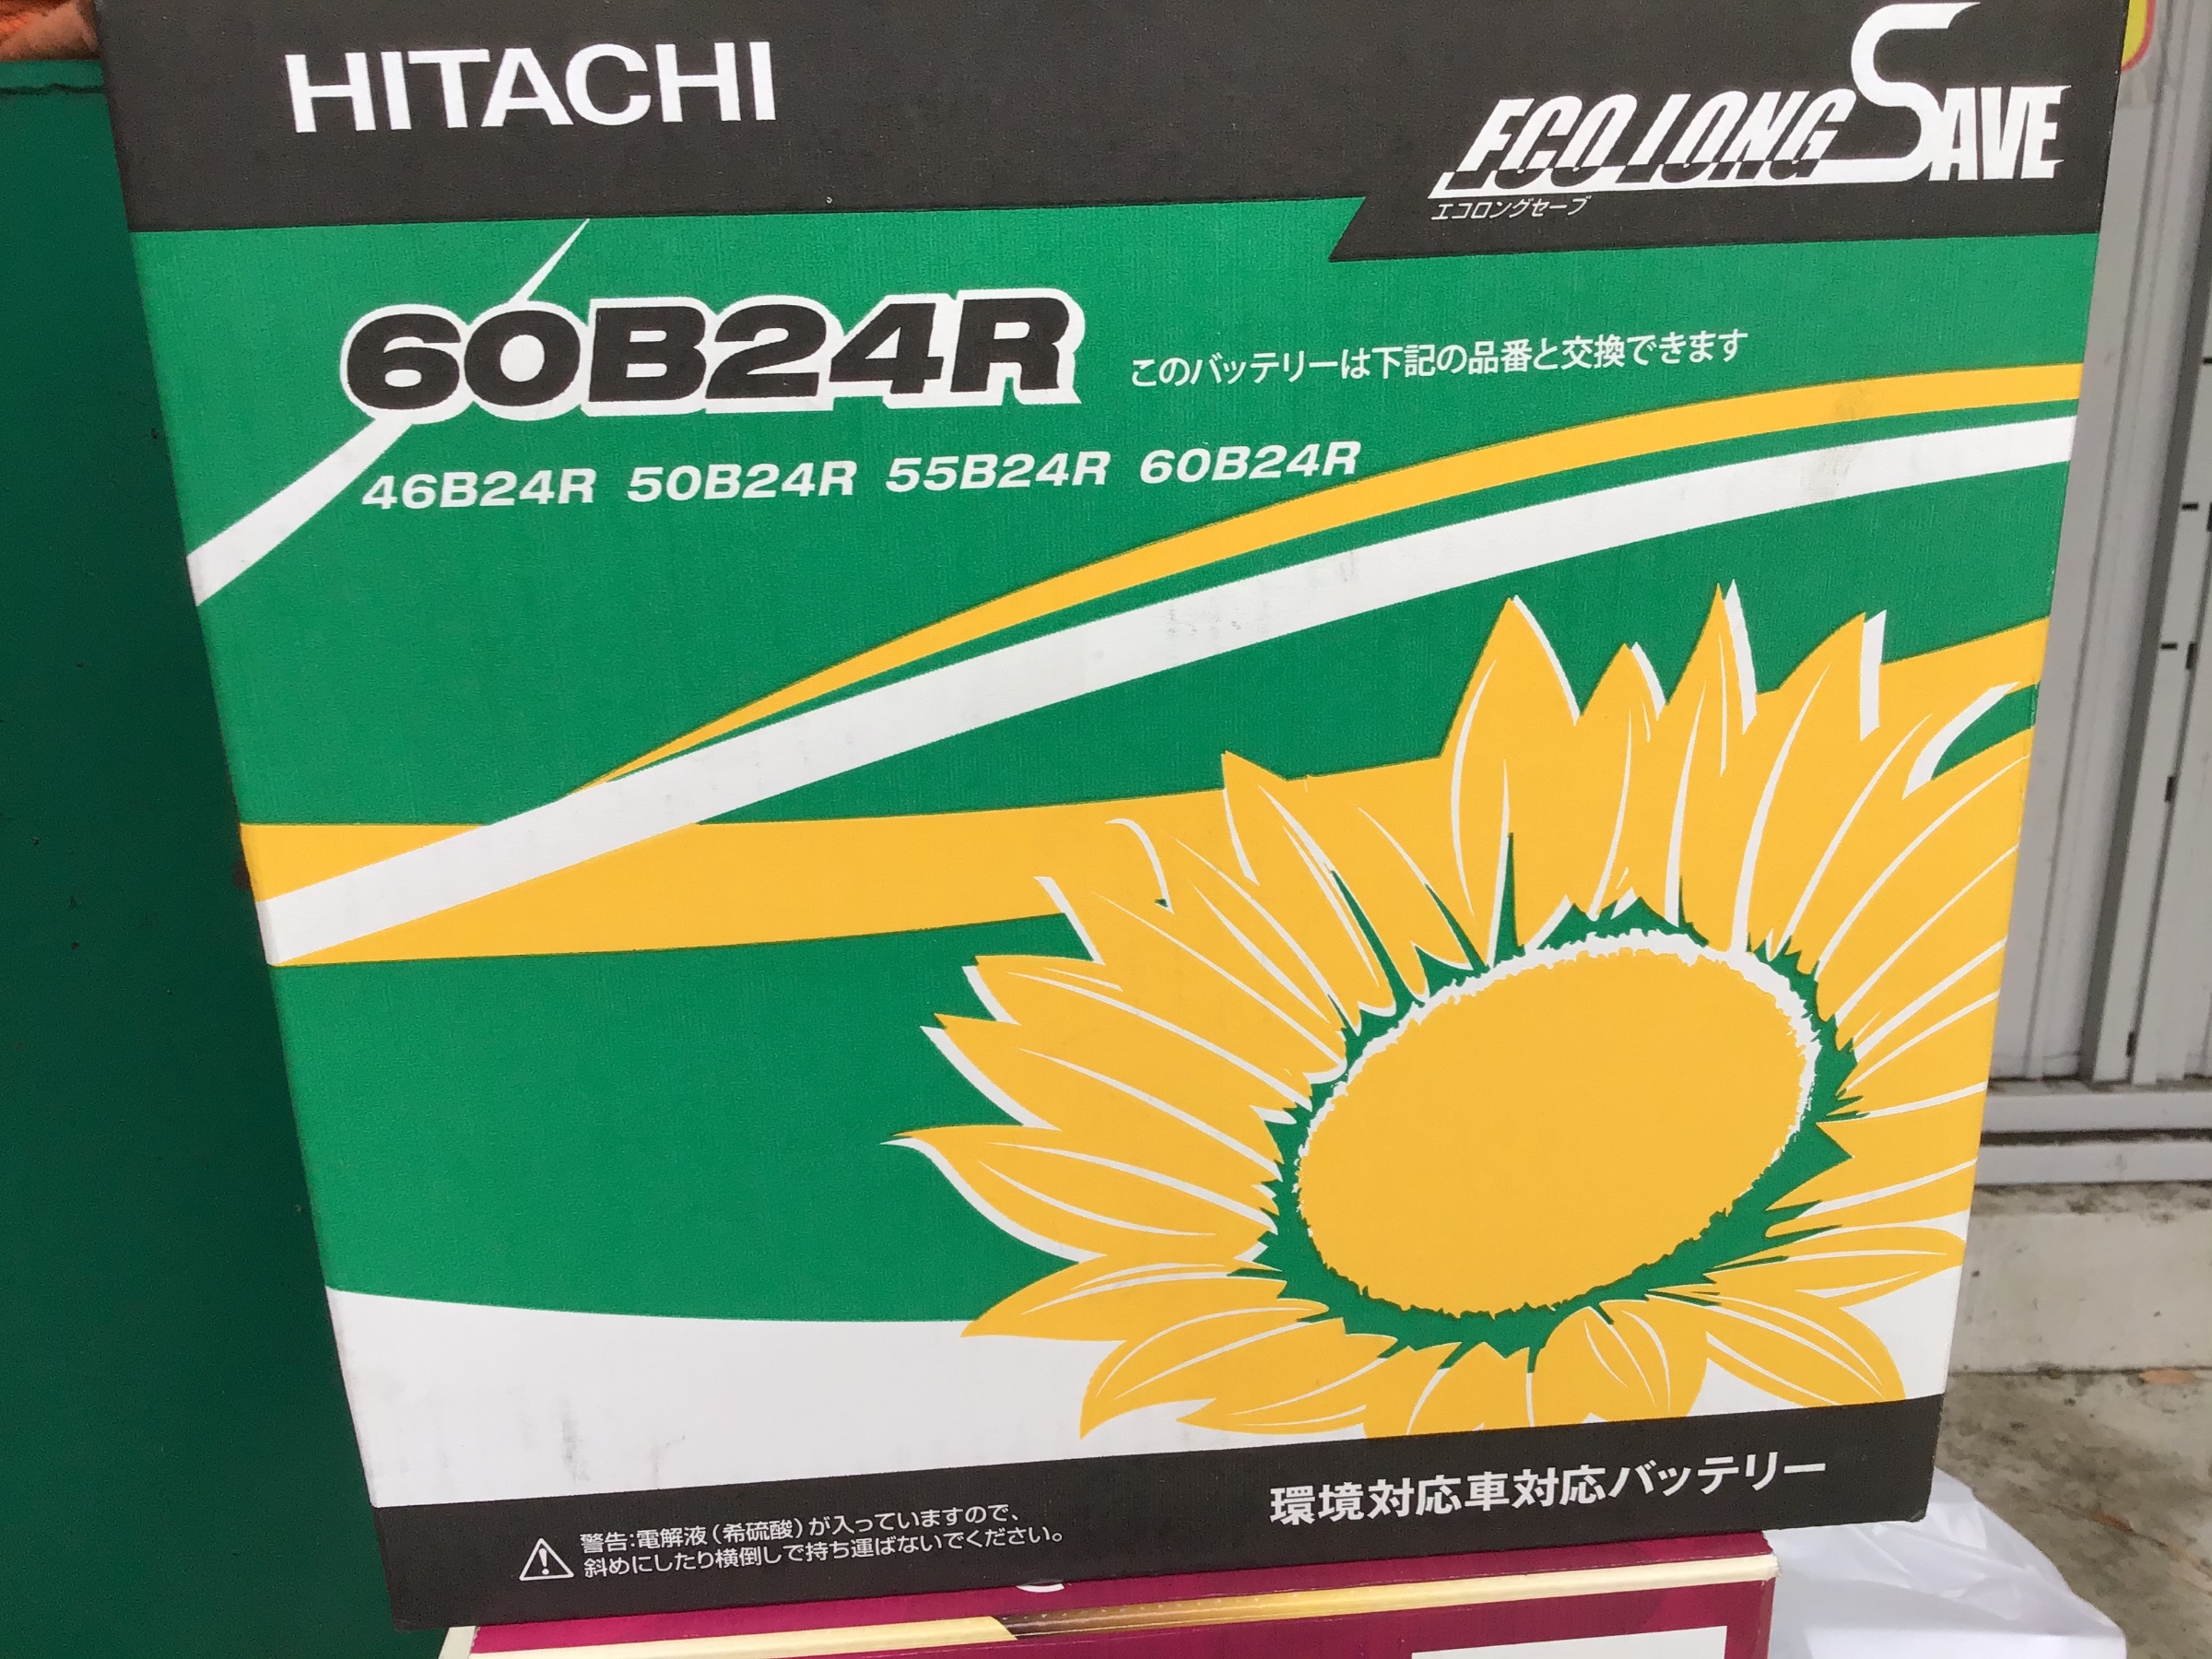 HITACHI
ECO LONG SAVE
エコロングセーブ
60B24R
このバッテリーは下記の品番と交換できます
46B24R 50B24R 55B24R 60B24R
環境対応車対応バッテリー
警告:電解液(希硫酸)が入っていますので、
斜めにしたり横倒しで持ち運ばないでください。